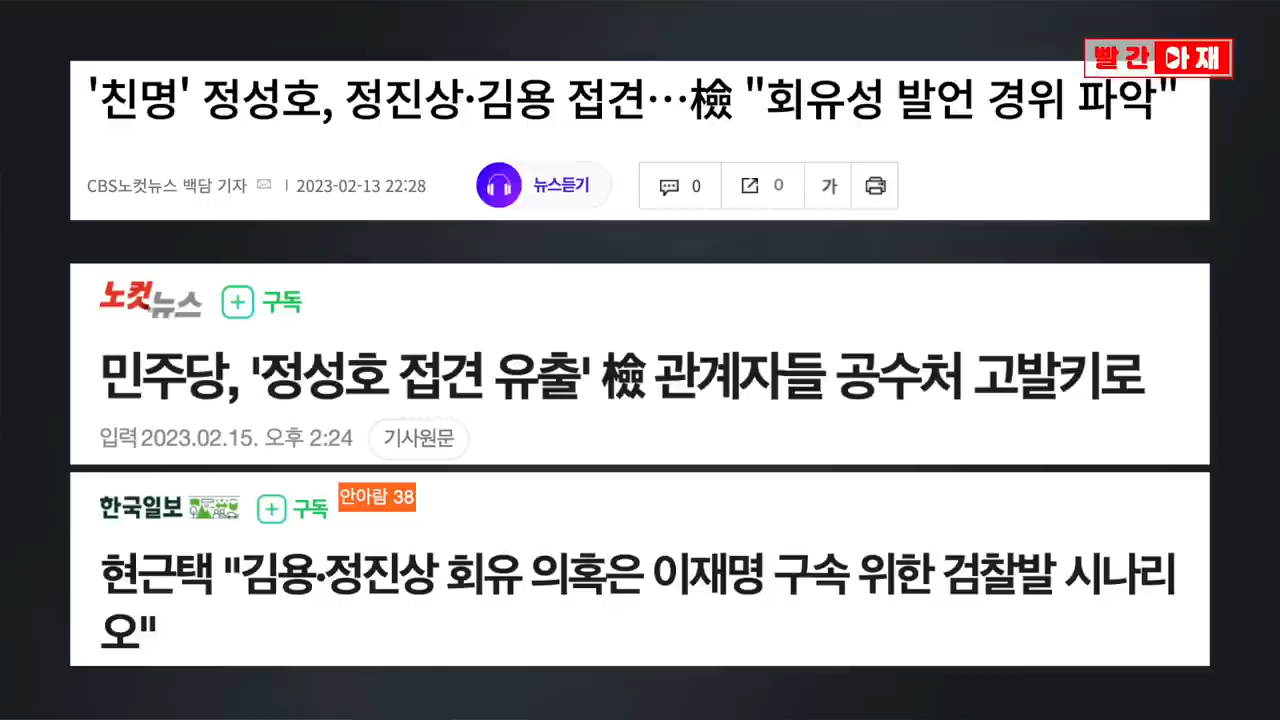 빨간아재
'친명' 정성호, 정진상·김용 접견…檢 "회유성 발언 경위 파악"
CBS노컷뉴스 백담 기자 | 2023-02-13 22:28 뉴스듣기 0 0 가
노컷뉴스 구독
민주당, '정성호 접견 유출' 檢 관계자들 공수처 고발키로
입력 2023.02.15. 오후 2:24 기사원문
한국일보 구독 안아람 38
현근택 "김용·정진상 회유 의혹은 이재명 구속 위한 검찰발 시나리
오"